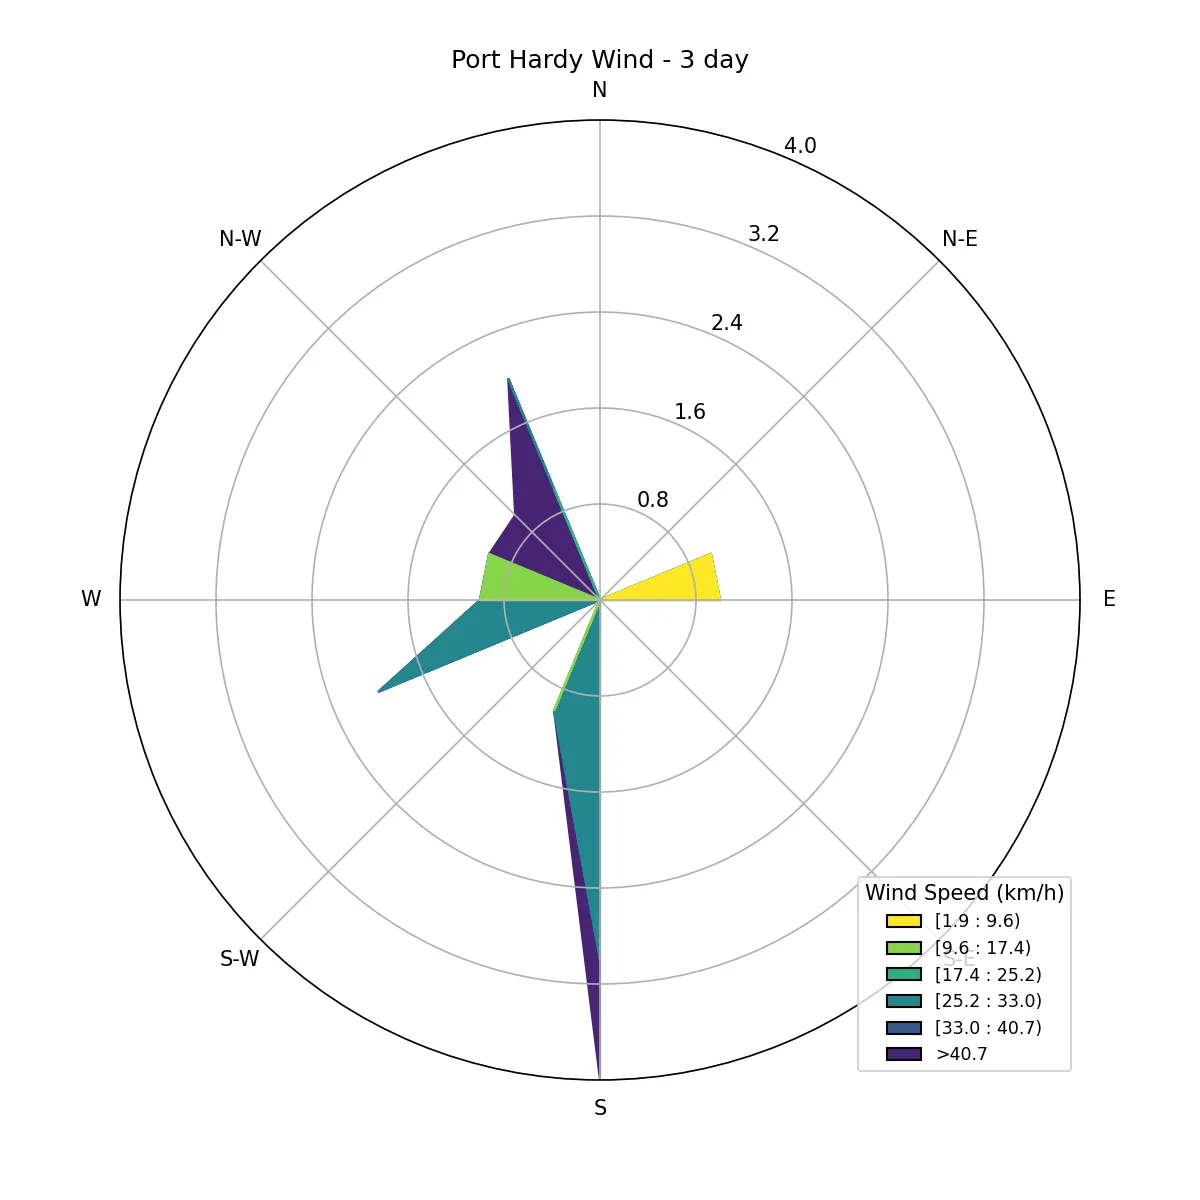 Port Hardy Wind - 3 day
N
4.0
N-W
3.2
N-E
2.4
1.6
0.8
W
E
S-W
S-E
S
Wind Speed (km/h)
[1.9 : 9.6)
[9.6 : 17.4)
[17.4 : 25.2)
[25.2 : 33.0)
[33.0 : 40.7)
>40.7